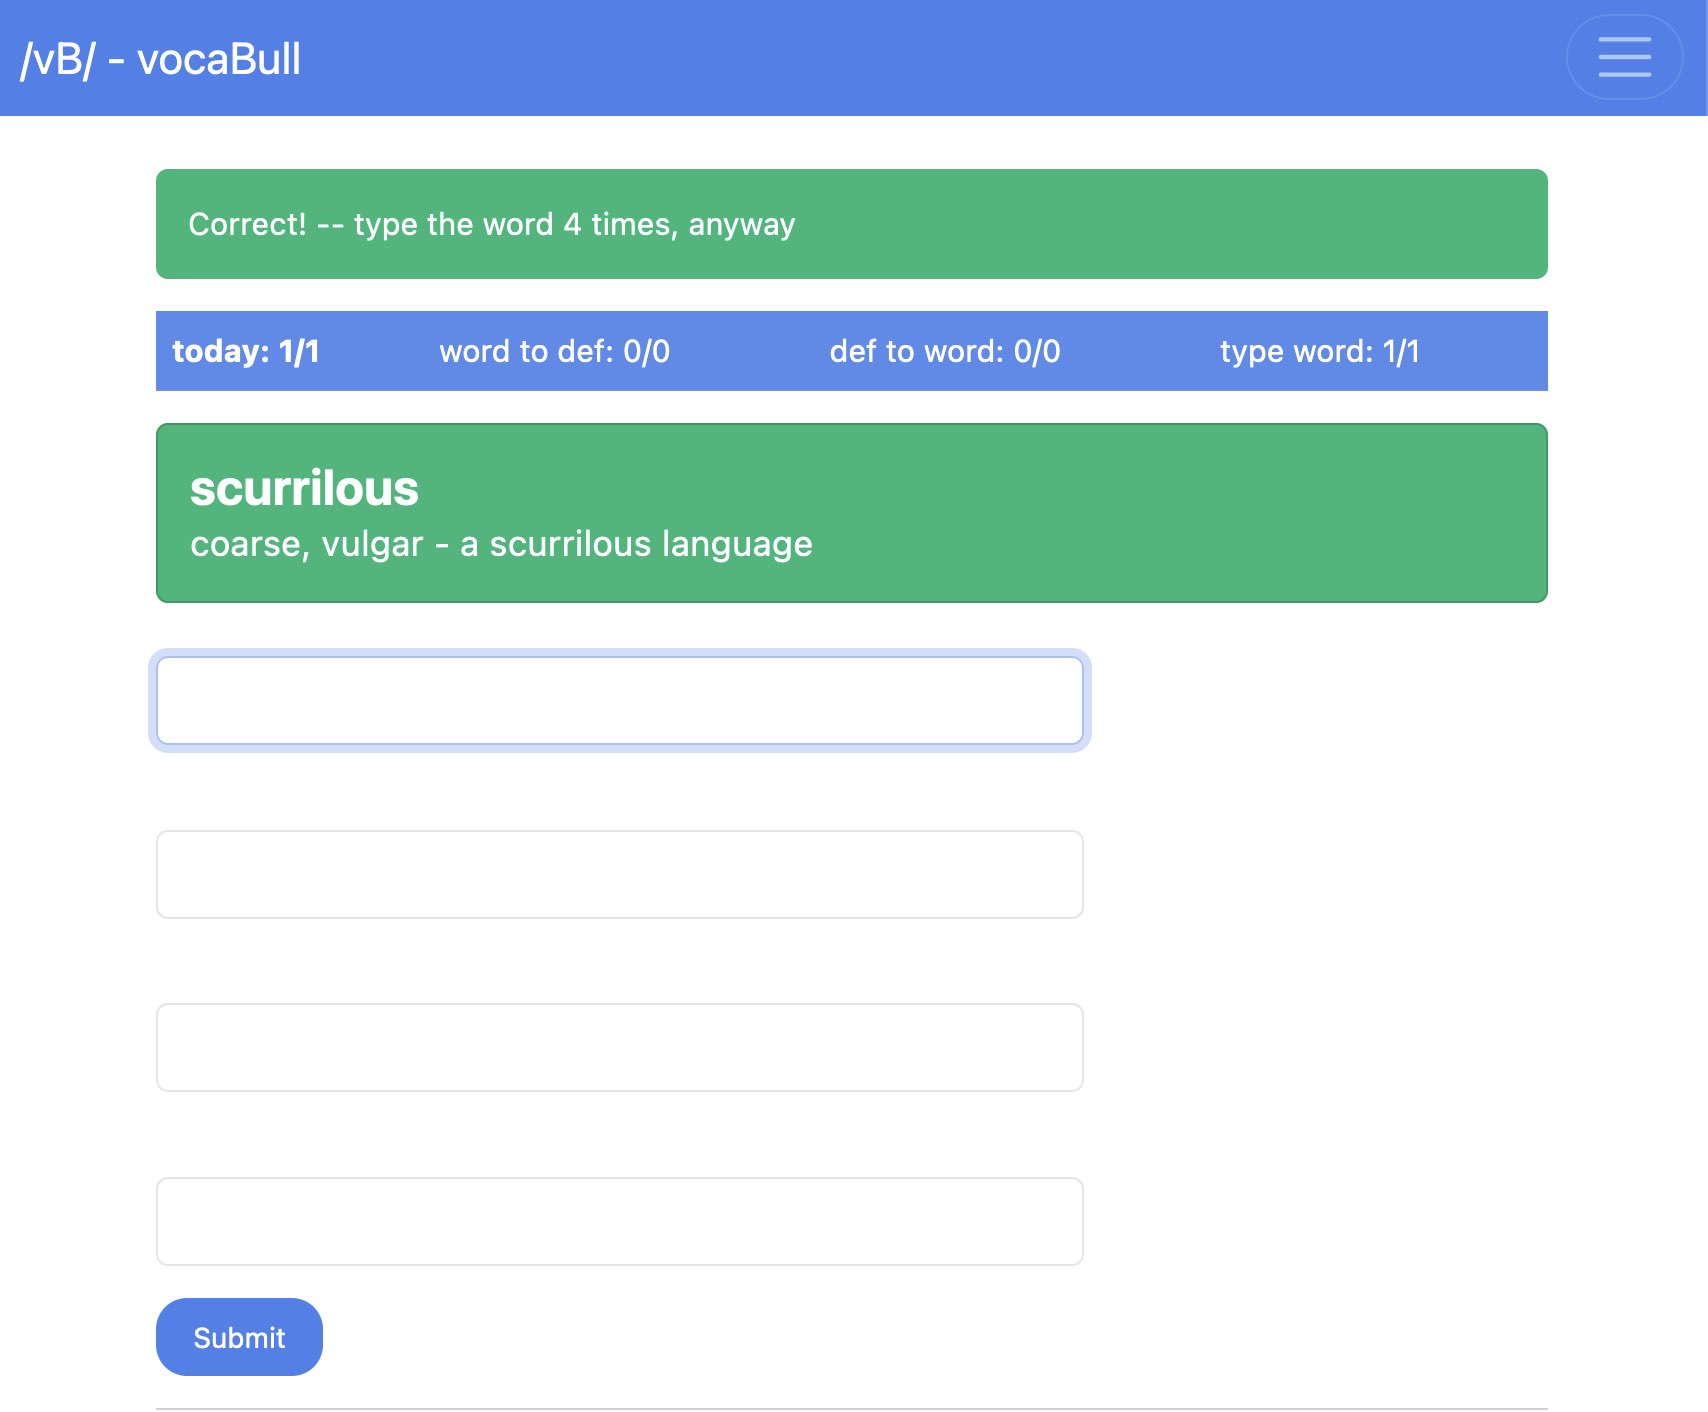 /vB/ - vocaBull
Correct! -- type the word 4 times, anyway
today: 1/1 word to def: 0/0 def to word: 0/0 type word: 1/1
scurrilous
coarse, vulgar - a scurrilous language
Submit